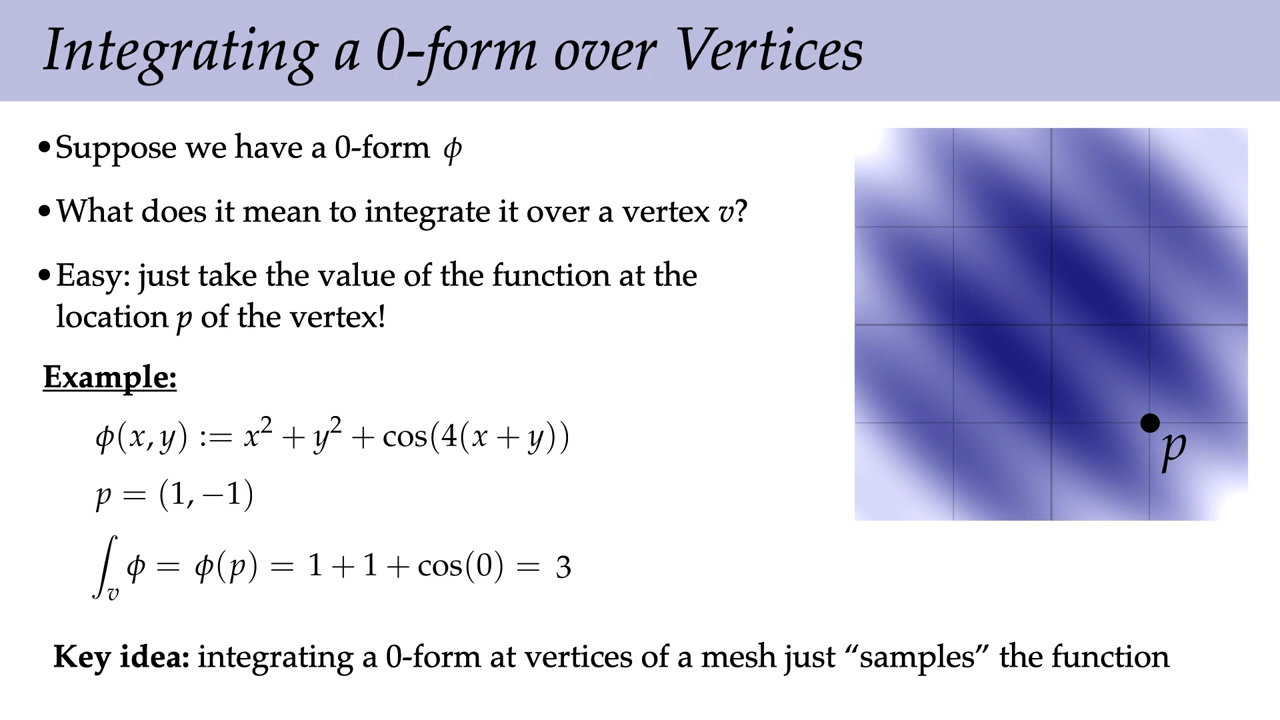 Integrating a 0-form over Vertices
•Suppose we have a 0-form ϕ
•What does it mean to integrate it over a vertex v?
•Easy: just take the value of the function at the
location p of the vertex!
Example:
ϕ(x, y) := x² + y² + cos(4(x + y))
p = (1, −1)
∫ᵥ ϕ = ϕ(p) = 1 + 1 + cos(0) = 3
p
Key idea: integrating a 0-form at vertices of a mesh just “samples” the function